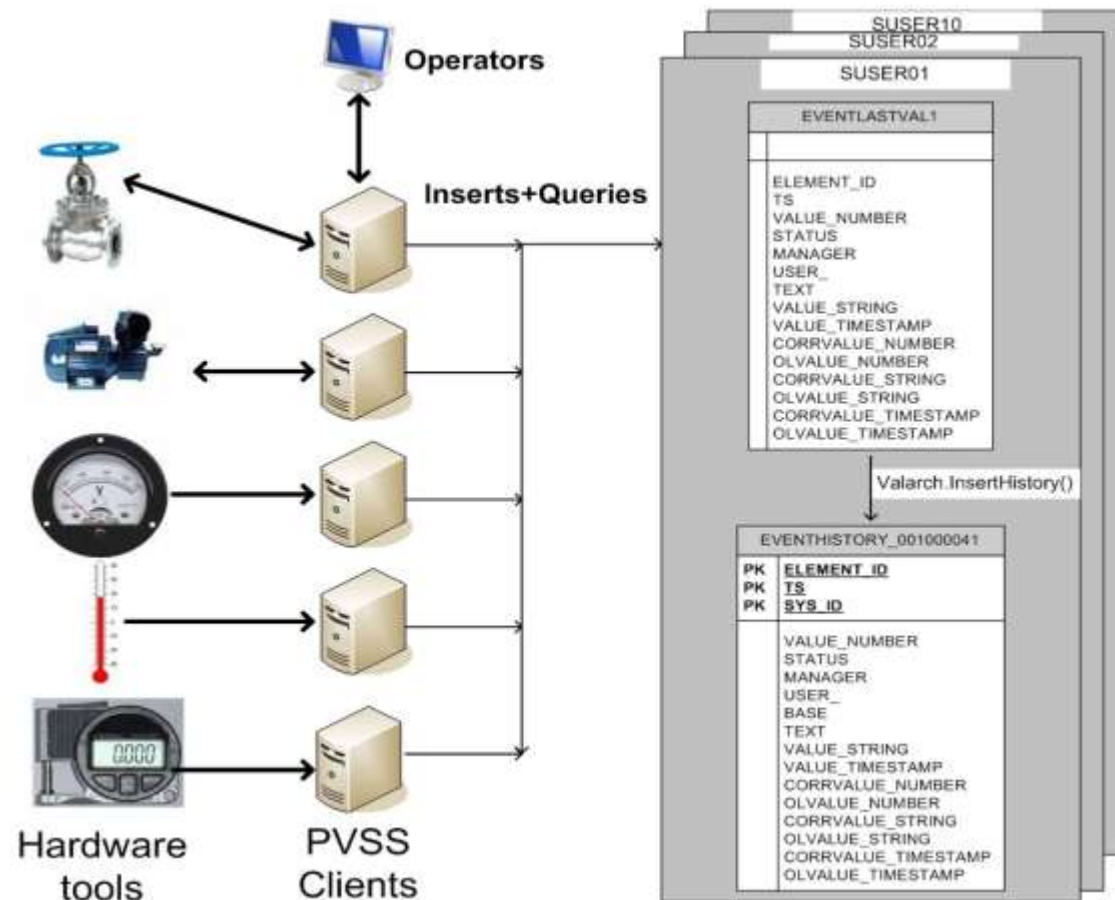 SUSER10
SUSER02
SUSER01
Operators
Inserts+Queries
EVENTLASTVAL1
ELEMENT_ID
TS
VALUE_NUMBER
STATUS
MANAGER
USER_
TEXT
VALUE_STRING
VALUE_TIMESTAMP
CORRVALUE_NUMBER
OLVALUE_NUMBER
CORRVALUE_STRING
OLVALUE_STRING
CORRVALUE_TIMESTAMP
OLVALUE_TIMESTAMP
Valarch.InsertHistory()
EVENTHISTORY_001000041
PK ELEMENT_ID
PK TS
PK SYS_ID
VALUE_NUMBER
STATUS
MANAGER
USER_
BASE
TEXT
VALUE_STRING
VALUE_TIMESTAMP
CORRVALUE_NUMBER
OLVALUE_NUMBER
CORRVALUE_STRING
OLVALUE_STRING
CORRVALUE_TIMESTAMP
OLVALUE_TIMESTAMP
V
0.000
Hardware
tools
PVSS
Clients